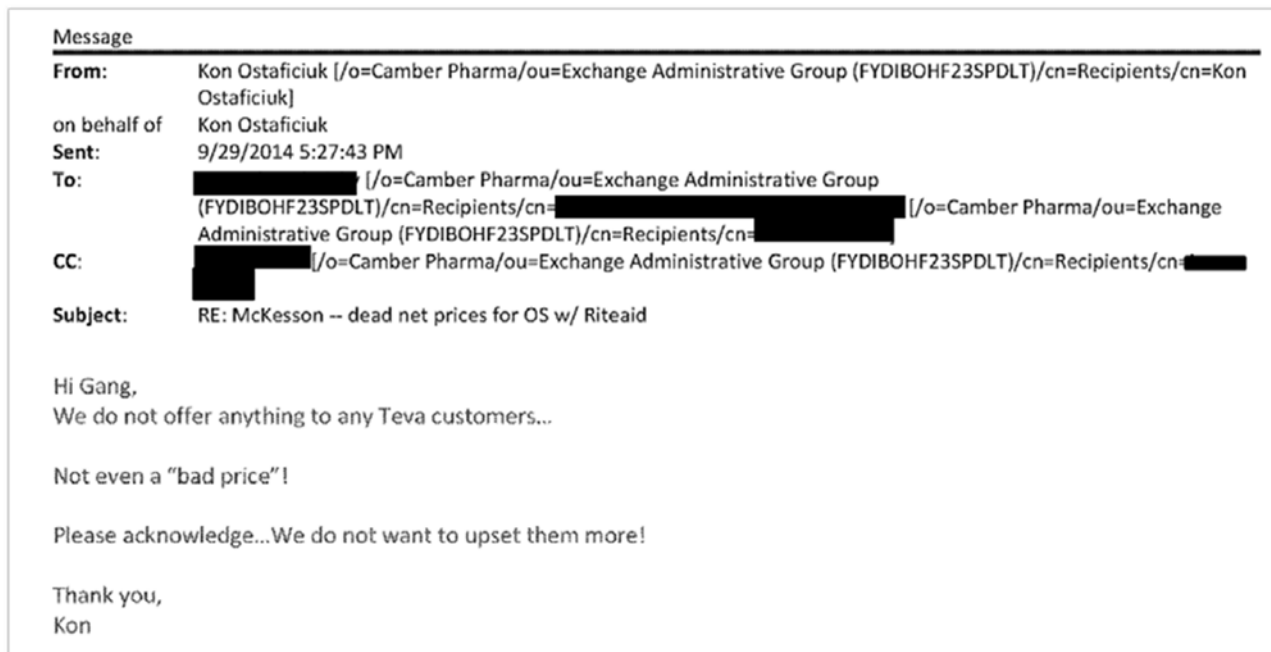 Message
From: Kon Ostaficiuk [/o=Camber Pharma/ou=Exchange Administrative Group (FYDIBOHF23SPDLT)/cn=Recipients/cn=Kon
Ostaficiuk]
on behalf of Kon Ostaficiuk
Sent: 9/29/2014 5:27:43 PM
To: [/o=Camber Pharma/ou=Exchange Administrative Group
(FYDIBOHF23SPDLT)/cn=Recipients/cn= [/o=Camber Pharma/ou=Exchange
Administrative Group (FYDIBOHF23SPDLT)/cn=Recipients/cn=
CC: [/o=Camber Pharma/ou=Exchange Administrative Group (FYDIBOHF23SPDLT)/cn=Recipients/cn=
Subject: RE: McKesson -- dead net prices for OS w/ Riteaid
Hi Gang,
We do not offer anything to any Teva customers...
Not even a "bad price"!
Please acknowledge...We do not want to upset them more!
Thank you,
Kon